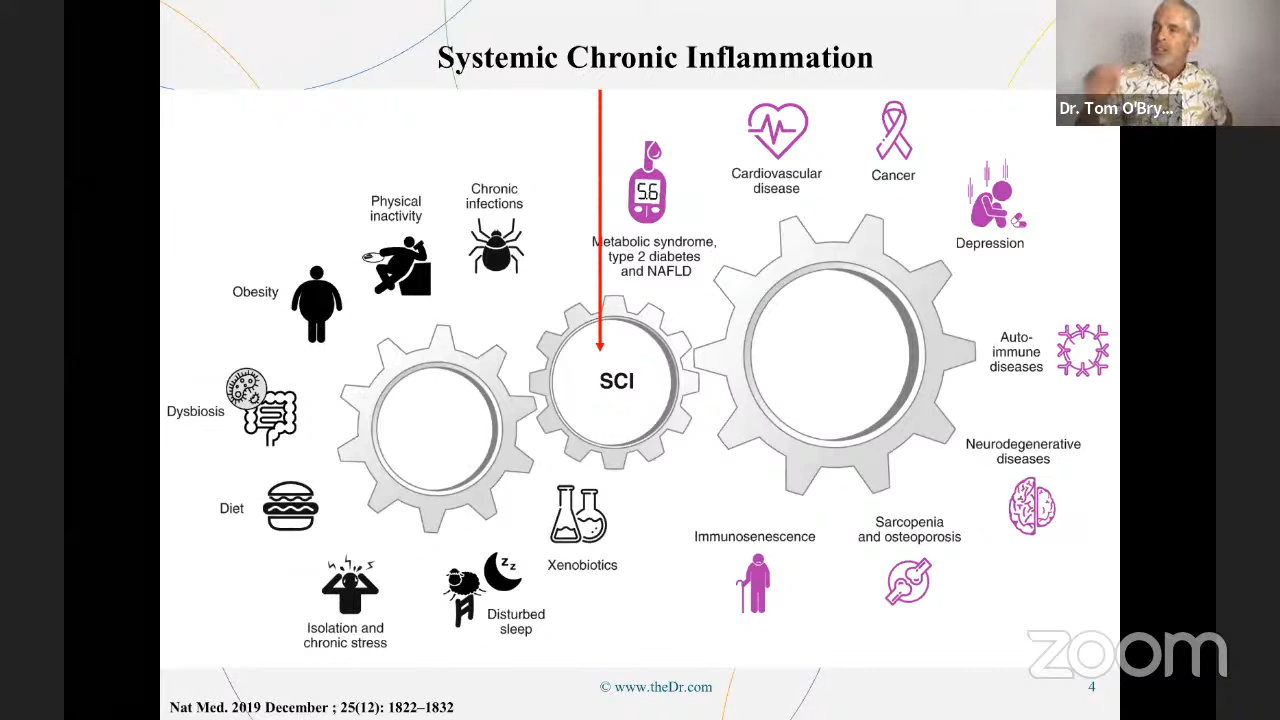 Systemic Chronic Inflammation
Dr. Tom O'Bry...
Physical
inactivity
Chronic
infections
Obesity
Dysbiosis
Diet
Isolation and
chronic stress
zz
Disturbed
sleep
Xenobiotics
SCI
5.6
Metabolic syndrome,
type 2 diabetes
and NAFLD
Cardiovascular
disease
Cancer
Depression
Auto-
immune
diseases
Neurodegenerative
diseases
Sarcopenia
and osteoporosis
Immunosenescence
zoom
© www.theDr.com
4
Nat Med. 2019 December ; 25(12): 1822–1832